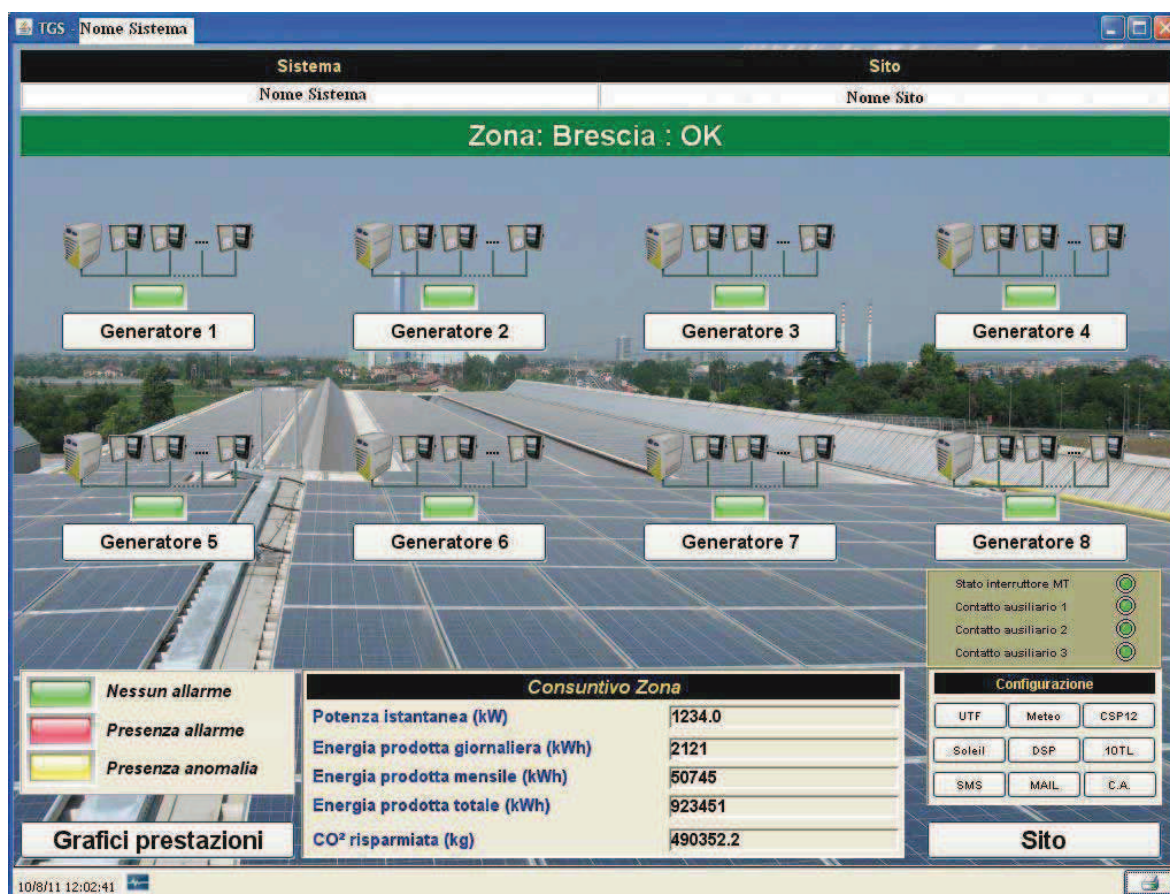 TGS - Nome Sistema
Sistema Sito
Nome Sistema Nome Sito
Zona: Brescia : OK
Generatore 1 Generatore 2 Generatore 3 Generatore 4
Generatore 5 Generatore 6 Generatore 7 Generatore 8
Stato interruttore MT
Contatto ausiliario 1
Contatto ausiliario 2
Contatto ausiliario 3
Nessun allarme
Presenza allarme
Presenza anomalia
Consuntivo Zona
Potenza istantanea (kW) 1234.0
Energia prodotta giornaliera (kWh) 2121
Energia prodotta mensile (kWh) 50745
Energia prodotta totale (kWh) 923451
CO² risparmiata (kg) 490352.2
Configurazione
UTF Meteo CSP12
Soleil DSP 10TL
SMS MAIL C.A.
Grafici prestazioni
Sito
10/8/11 12:02:41